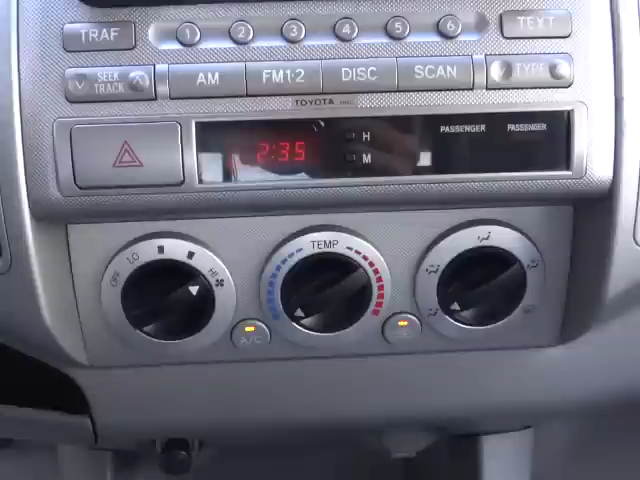 TRAF 1 2 3 4 5 6 TEXT
SEEK TRACK AM FM1·2 DISC SCAN TYPE
TOYOTA
2:35 H PASSENGER PASSENGER
M
OFF LO HI TEMP
A/C